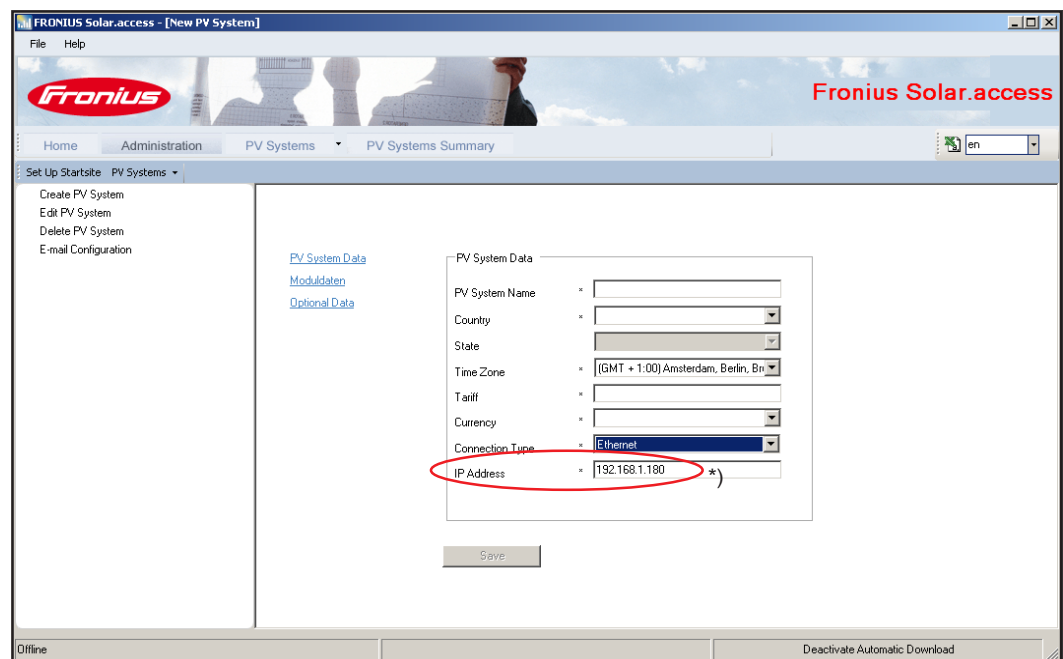 FRONIUS Solar.access - [New PV System]
File Help
Fronius
Fronius Solar.access
Home Administration PV Systems PV Systems Summary en
Set Up Startsite PV Systems
Create PV System
Edit PV System
Delete PV System
E-mail Configuration
PV System Data
Moduldaten
Optional Data
PV System Data
PV System Name *
Country *
State
Time Zone * (GMT + 1:00) Amsterdam, Berlin, Br
Tariff *
Currency *
Connection Type * Ethernet
IP Address * 192.168.1.180 *)
Save
Offline Deactivate Automatic Download